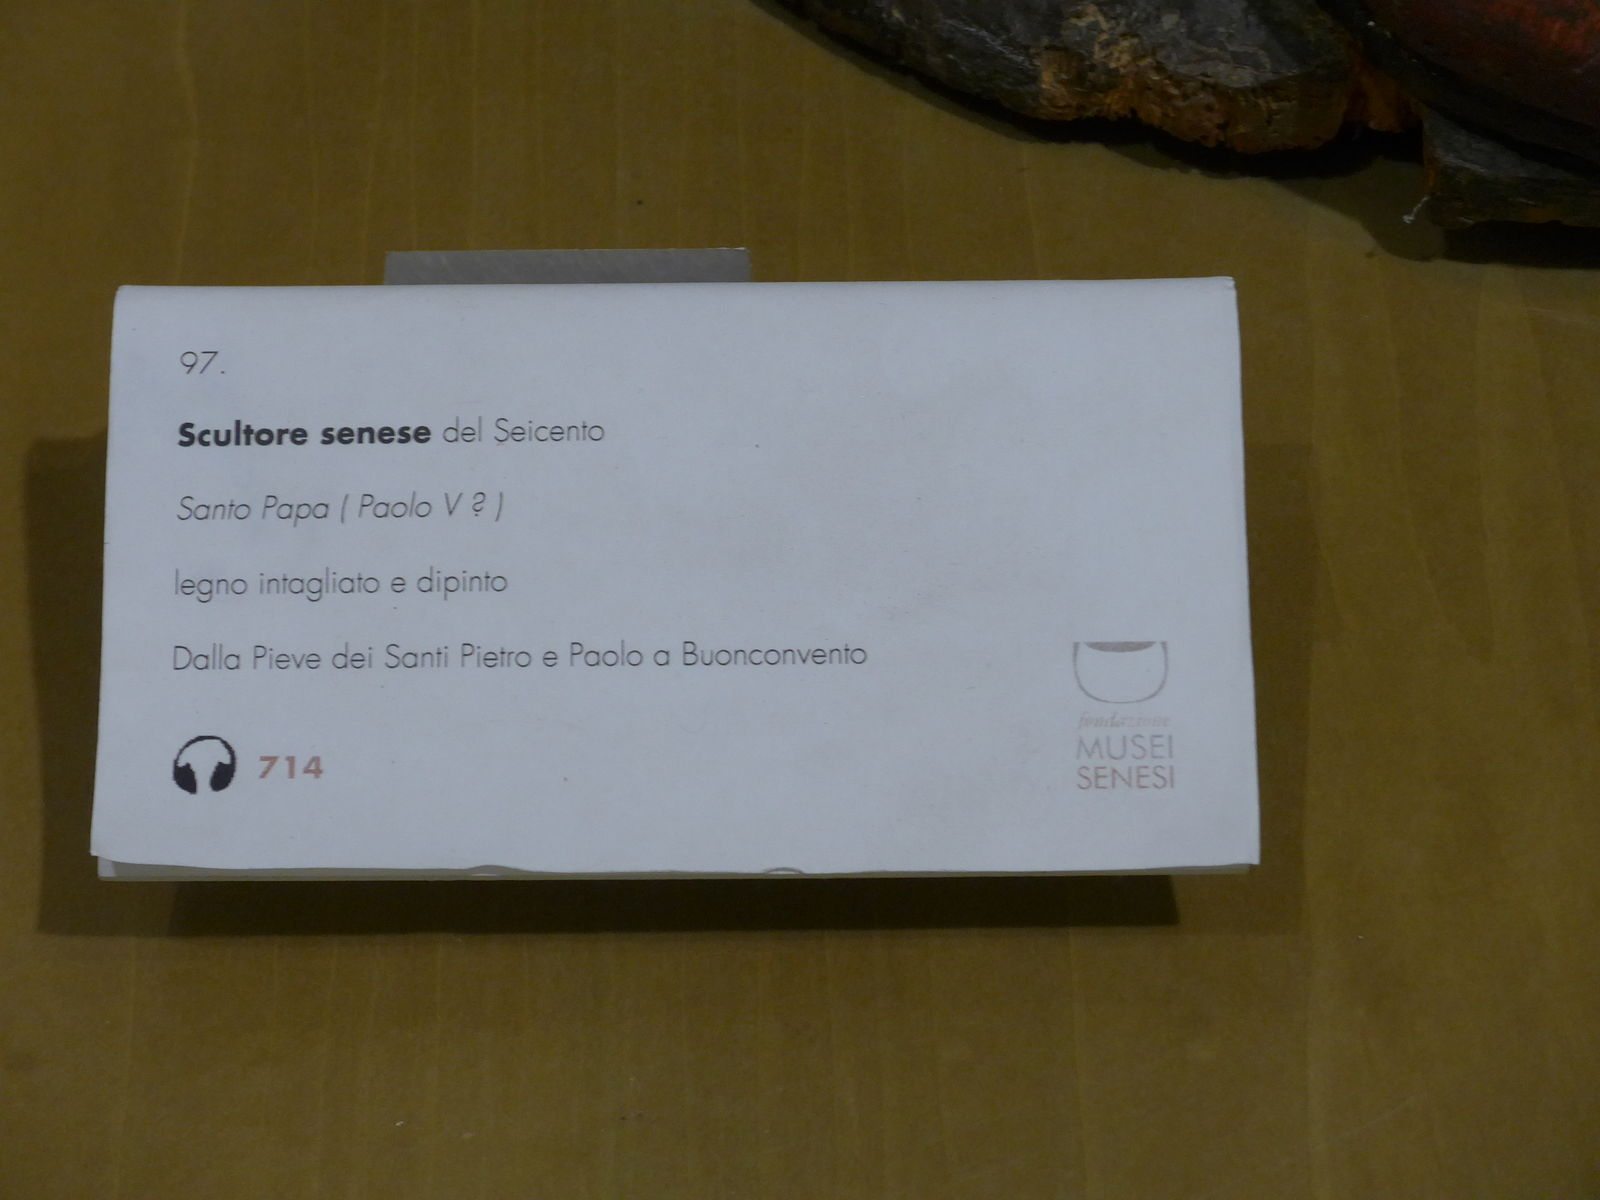 97.
Scultore senese del Seicento
Santo Papa ( Paolo V ? )
legno intagliato e dipinto
Dalla Pieve dei Santi Pietro e Paolo a Buonconvento
714
fondazione
MUSEI
SENESI